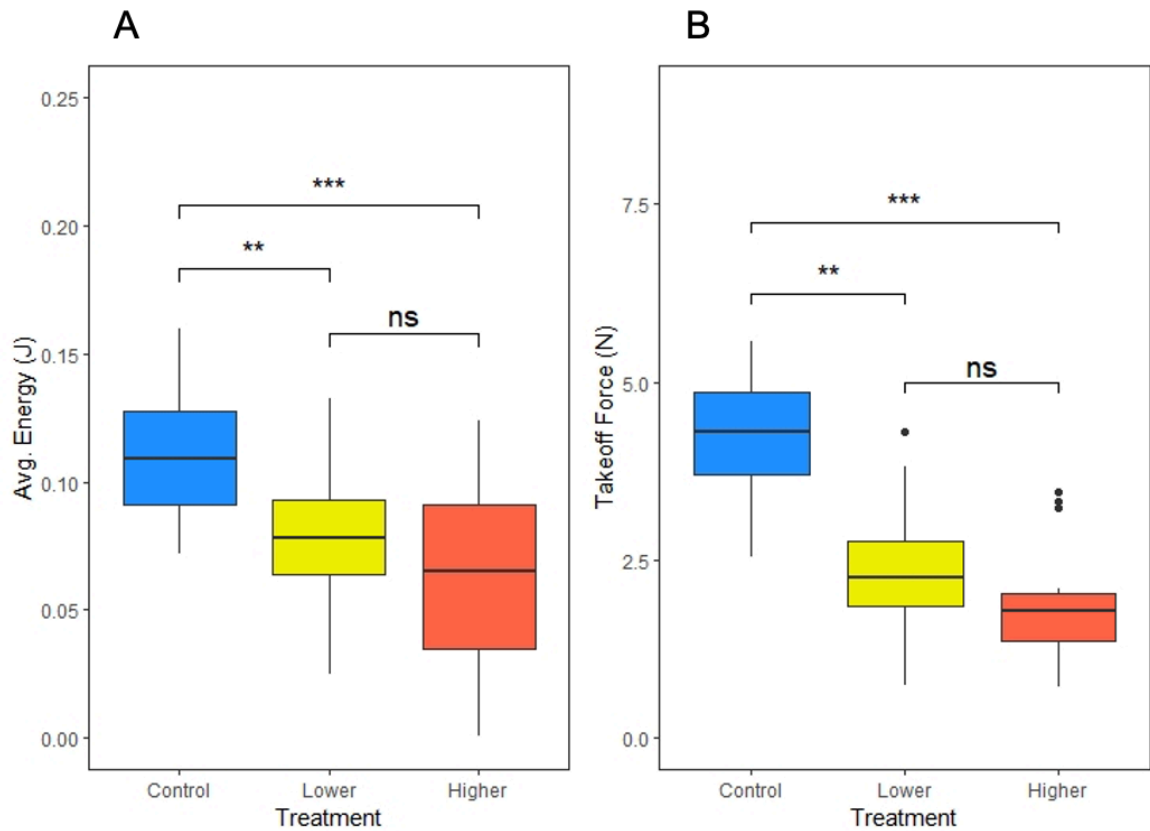 A
B
Avg. Energy (J)
0.25
0.20
0.15
0.10
0.05
0.00
***
**
ns
Control Lower Higher
Treatment
Takeoff Force (N)
7.5
5.0
2.5
0.0
***
**
ns
Control Lower Higher
Treatment